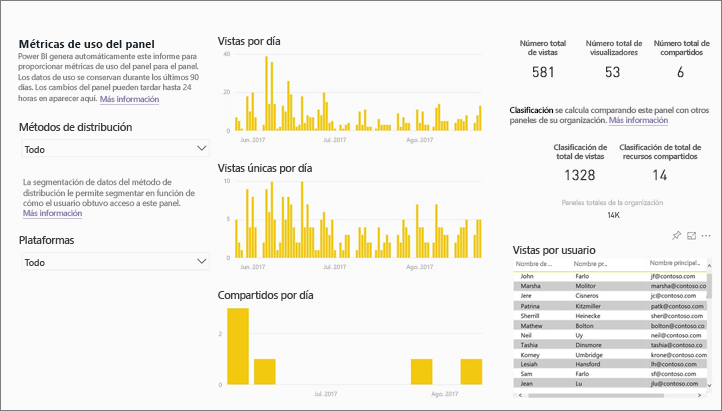 Métricas de uso del panel
Power BI genera automáticamente este informe para
proporcionar métricas de uso del panel para el panel.
Los datos de uso se conservan durante los últimos 90
días. Los cambios del panel pueden tardar hasta 24
horas en aparecer aquí. Más información
Métodos de distribución
Todo
La segmentación de datos del método de
distribución le permite segmentar en función de
cómo el usuario obtuvo acceso a este panel.
Más información
Plataformas
Todo
Vistas por día
40
20
0
Jun. 2017
Jul. 2017
Ago. 2017
Vistas únicas por día
10
5
0
Jun. 2017
Jul. 2017
Ago. 2017
Compartidos por día
2
0
Jul. 2017
Ago. 2017
Número total de vistas
581
Número total de visualizadores
53
Número total de compartidos
6
Clasificación se calcula comparando este panel con otros
paneles de su organización. Más información
Clasificación de total de vistas
1328
Clasificación de total de recursos compartidos
14
Paneles totales de la organización
14K
Vistas por usuario
Nombre de ... Nombre pr... Nombre principal...
John Farlo jf@contoso.com
Marsha Molitor marsha@contoso.co
Jere Cisneros jc@contoso.com
Patrina Kitzmiller patk@contoso.com
Sherrill Heinecke sher@contoso.com
Mathew Bolton bolton@contoso.co
Neil Uy neil@contoso.com
Tashia Dinsmore tashia@contoso.com
Korney Umbridge krone@contoso.com
Lesiah Hansford lh@contoso.com
Sam Farlo sf@contoso.com
Jean Lu jlu@contoso.com